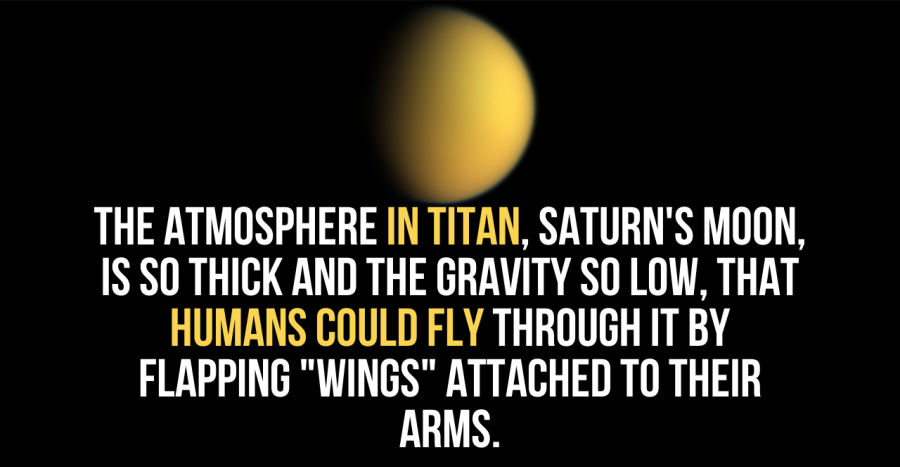 THE ATMOSPHERE IN TITAN, SATURN'S MOON,
IS SO THICK AND THE GRAVITY SO LOW, THAT
HUMANS COULD FLY THROUGH IT BY
FLAPPING "WINGS" ATTACHED TO THEIR
ARMS.